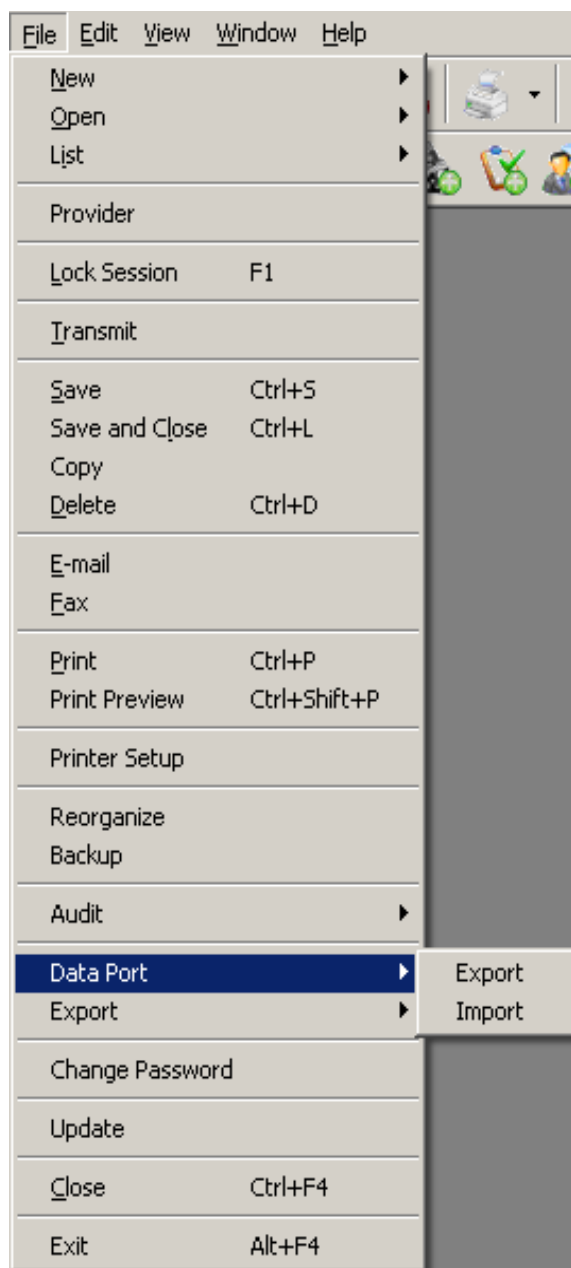 File Edit View Window Help
New
Open
List
Provider
Lock Session F1
Transmit
Save Ctrl+S
Save and Close Ctrl+L
Copy
Delete Ctrl+D
E-mail
Fax
Print Ctrl+P
Print Preview Ctrl+Shift+P
Printer Setup
Reorganize
Backup
Audit
Data Port Export
Export Import
Change Password
Update
Close Ctrl+F4
Exit Alt+F4